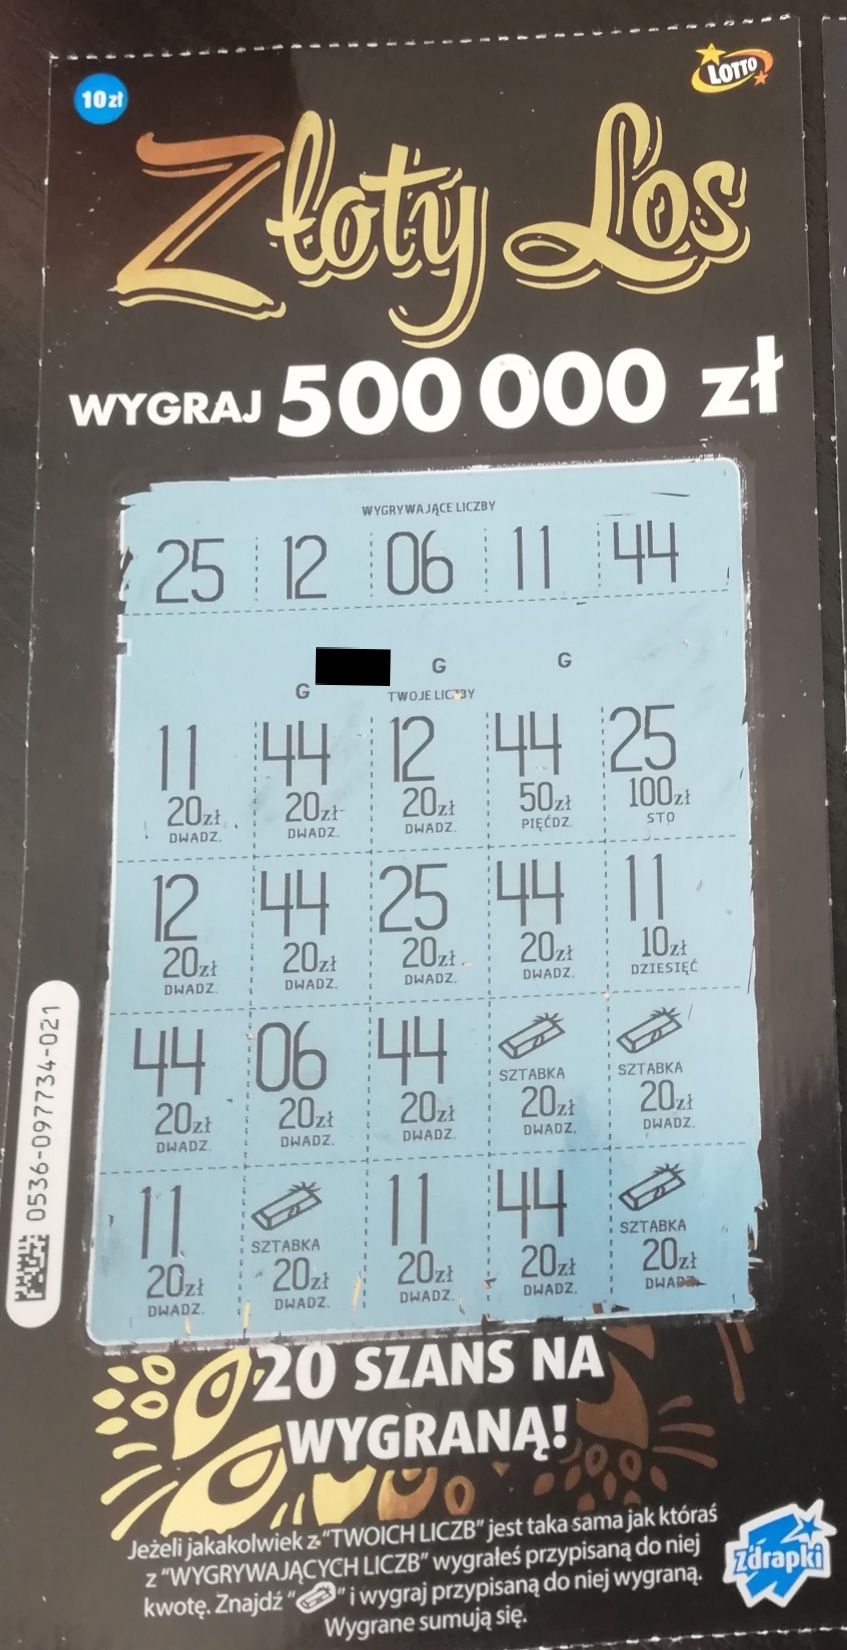 10 zł
LOTTO
Złoty Los
WYGRAJ 500 000 zł
WYGRYWAJĄCE LICZBY
25 12 06 11 44
G G G
TWOJE LICZBY
11 44 12 44 25
20zł 20zł 20zł 50zł 100zł
DWADZ. DWADZ. DWADZ. PIĘĆDZ. STO
12 44 25 44 11
20zł 20zł 20zł 20zł 10zł
DWADZ. DWADZ. DWADZ. DWADZ. DZIESIĘĆ
44 06 44 SZTABKA SZTABKA
20zł 20zł 20zł 20zł 20zł
DWADZ. DWADZ. DWADZ. DWADZ. DWADZ.
11 SZTABKA 11 44 SZTABKA
20zł 20zł 20zł 20zł 20zł
DWADZ. DWADZ. DWADZ. DWADZ. DWADZ.
0536-097734-021
20 SZANS NA
WYGRANĄ!
Jeżeli jakakolwiek z "TWOICH LICZB" jest taka sama jak któraś
z "WYGRYWAJĄCYCH LICZB" wygrałeś przypisaną do niej
kwotę. Znajdź " " i wygraj przypisaną do niej wygraną.
Wygrane sumują się.
Zdrapki